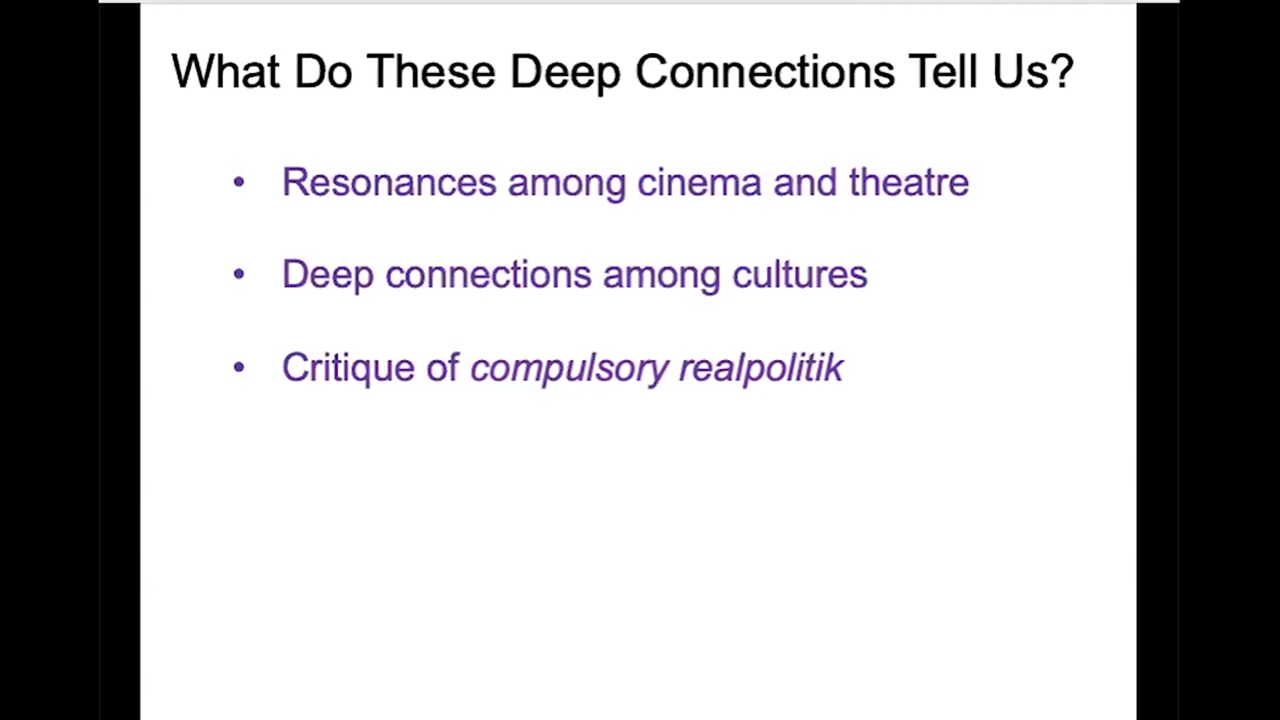 What Do These Deep Connections Tell Us?
• Resonances among cinema and theatre
• Deep connections among cultures
• Critique of compulsory realpolitik